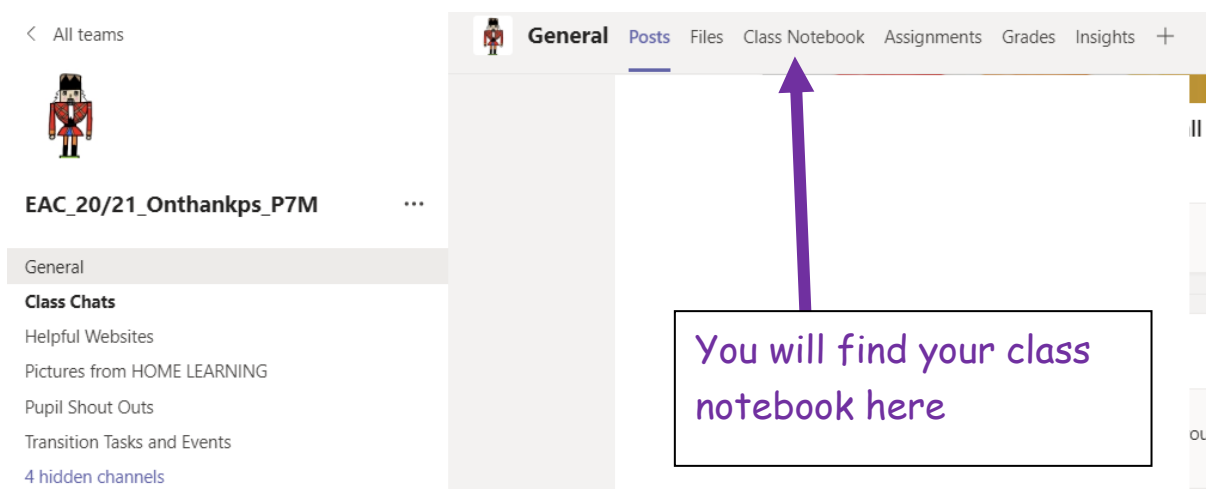 All teams
EAC_20/21_Onthankps_P7M
General
Class Chats
Helpful Websites
Pictures from HOME LEARNING
Pupil Shout Outs
Transition Tasks and Events
4 hidden channels
General Posts Files Class Notebook Assignments Grades Insights
You will find your class
notebook here